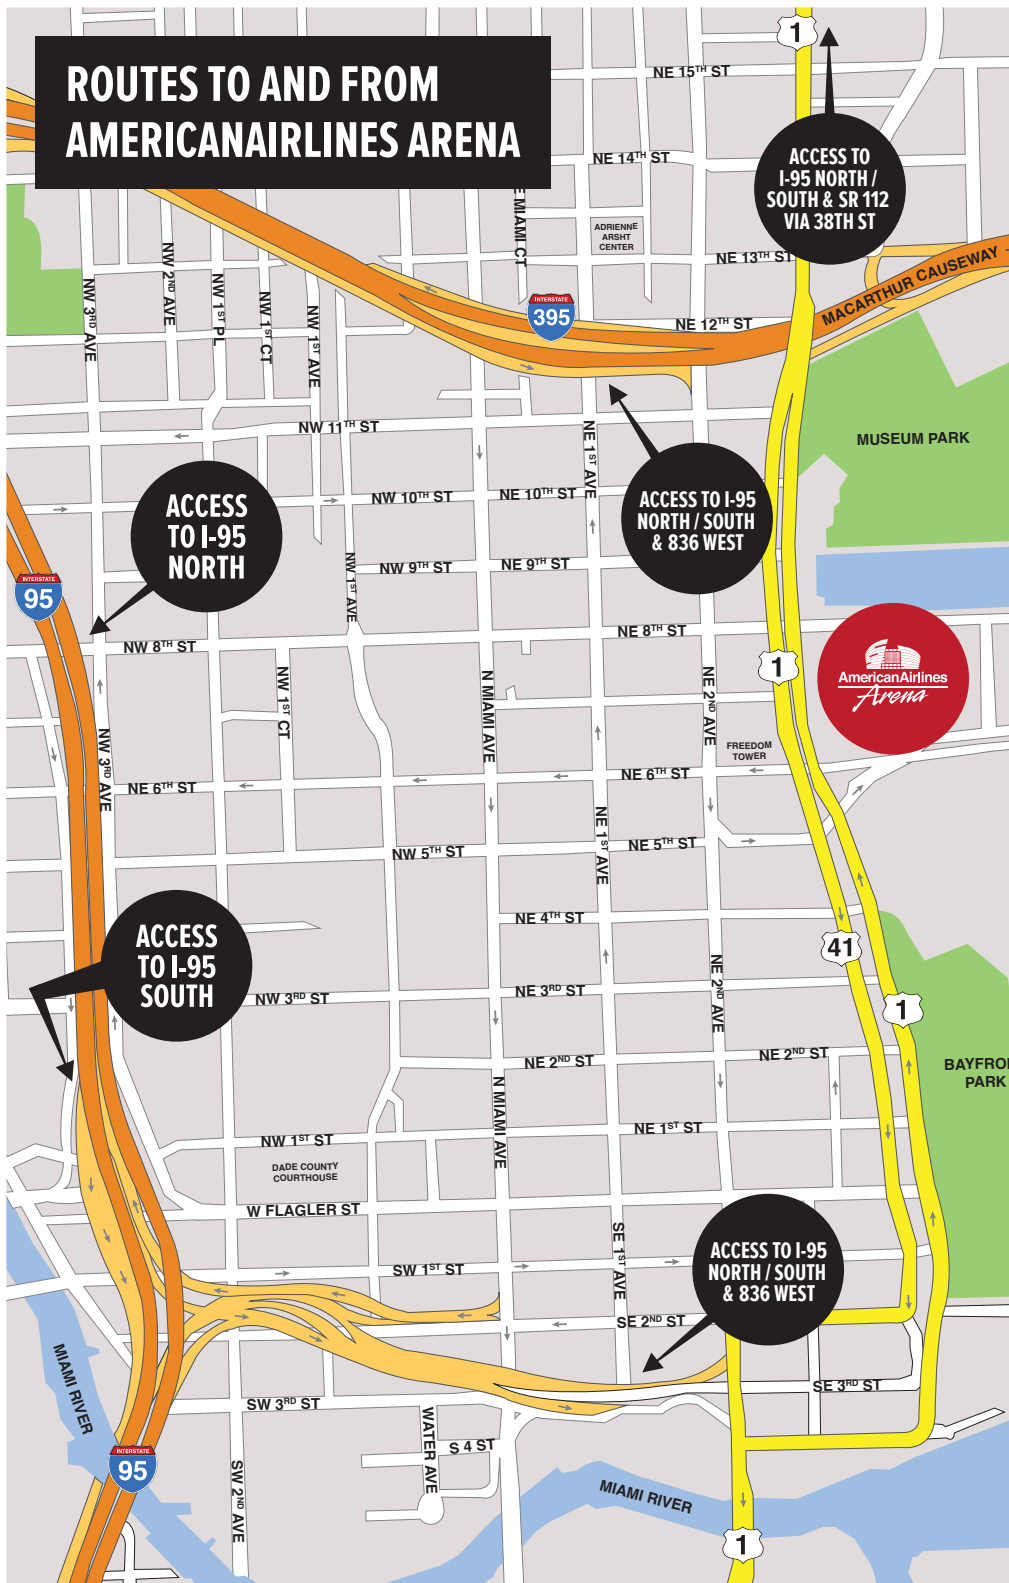 ROUTES TO AND FROM
AMERICANAIRLINES ARENA
1
NE 15TH ST
NE 14TH ST
ACCESS TO
I-95 NORTH /
SOUTH & SR 112
VIA 38TH ST
ADRIENNE
ARSHT
CENTER
NE 13TH ST
MACARTHUR CAUSEWAY
NW 3RD AVE
NW 2ND AVE
NW 1ST PL
NW 1ST CT
NW 1ST AVE
E MIAMI CT
INTERSTATE
395
NE 12TH ST
NW 11TH ST
NE 1ST AVE
MUSEUM PARK
ACCESS
TO I-95
NORTH
NW 10TH ST
NE 10TH ST
ACCESS TO I-95
NORTH / SOUTH
& 836 WEST
NW 9TH ST
NE 9TH ST
NW 1ST AVE
INTERSTATE
95
NW 8TH ST
NE 8TH ST
1
AmericanAirlines
Arena
NW 1ST CT
N MIAMI AVE
NE 2ND AVE
NW 3RD AVE
FREEDOM
TOWER
NE 6TH ST
NE 6TH ST
NE 1ST AVE
NW 5TH ST
NE 5TH ST
NE 4TH ST
ACCESS
TO I-95
SOUTH
41
NW 3RD ST
NE 3RD ST
NE 2ND AVE
1
NE 2ND ST
NE 2ND ST
BAYFRO
PARK
N MIAMI AVE
NW 1ST ST
NE 1ST ST
DADE COUNTY
COURTHOUSE
W FLAGLER ST
SE 1ST AVE
ACCESS TO I-95
NORTH / SOUTH
& 836 WEST
SW 1ST ST
SE 2ND ST
MIAMI RIVER
SW 3RD ST
SE 3RD ST
WATER AVE
S 4 ST
INTERSTATE
95
SW 2ND AVE
MIAMI RIVER
1